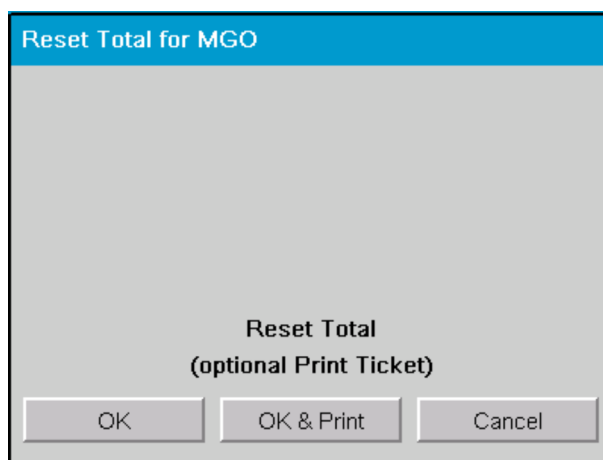 Reset Total for MGO
Reset Total
(optional Print Ticket)
OK
OK & Print
Cancel